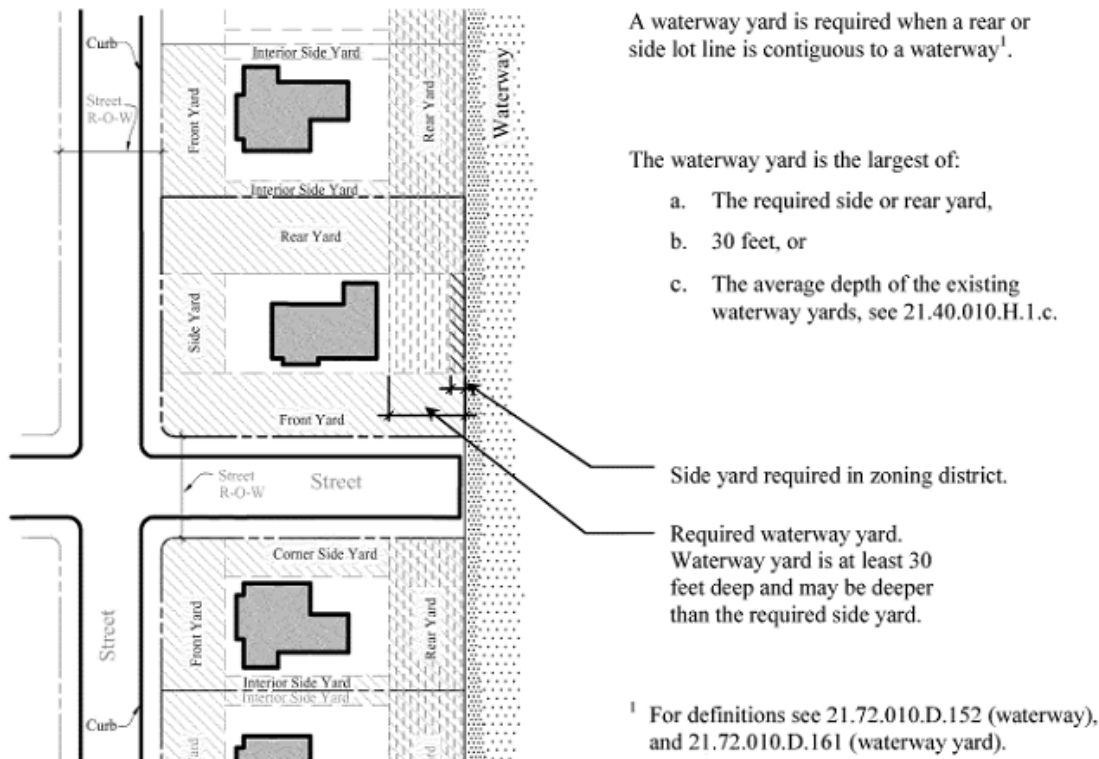 Curb
Street
R-O-W
Front Yard
Interior Side Yard
Rear Yard
Waterway
Interior Side Yard
Rear Yard
Side Yard
Front Yard
Street
R-O-W
Street
Corner Side Yard
Street
Front Yard
Rear Yard
Interior Side Yard
Interior Side Yard
Curb
A waterway yard is required when a rear or
side lot line is contiguous to a waterway¹.
The waterway yard is the largest of:
a. The required side or rear yard,
b. 30 feet, or
c. The average depth of the existing
waterway yards, see 21.40.010.H.1.c.
Side yard required in zoning district.
Required waterway yard.
Waterway yard is at least 30
feet deep and may be deeper
than the required side yard.
¹ For definitions see 21.72.010.D.152 (waterway),
and 21.72.010.D.161 (waterway yard).